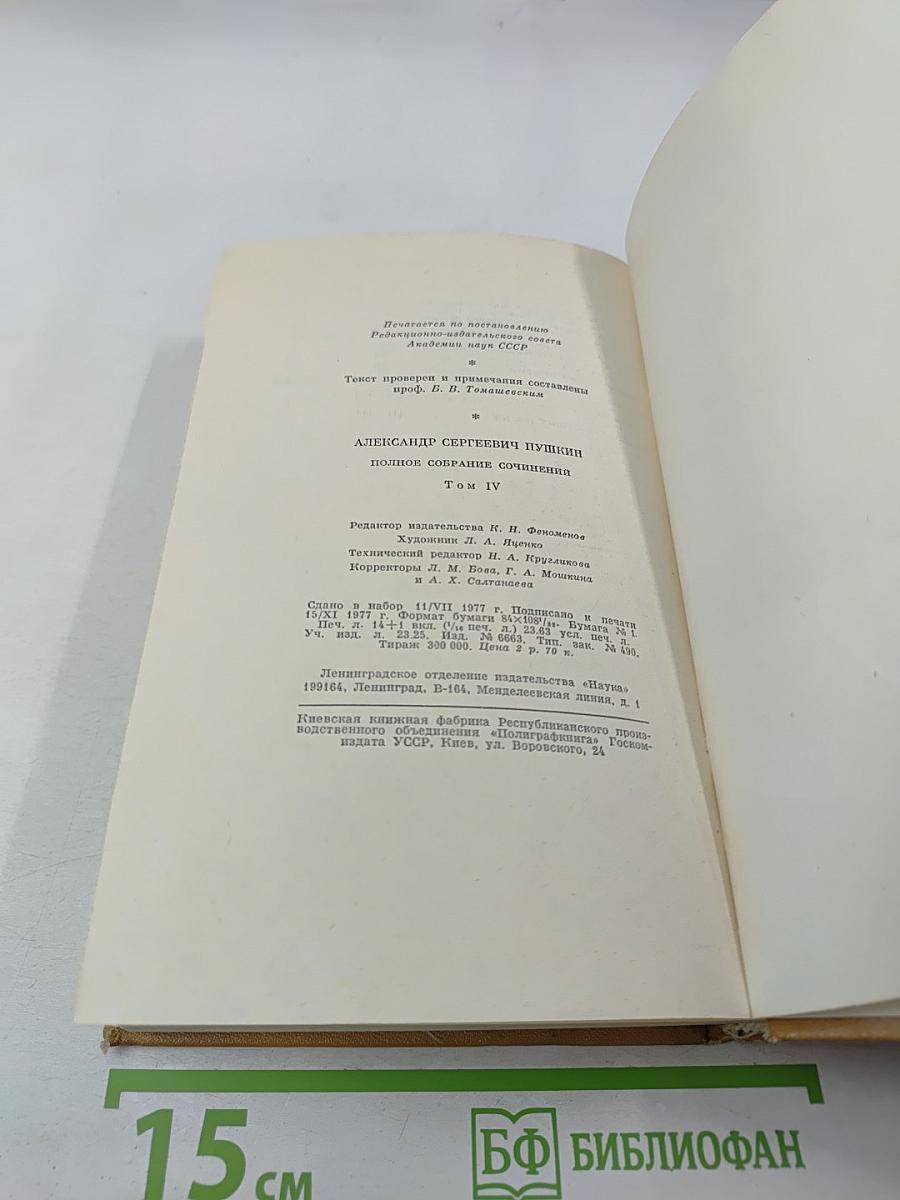 Печатается по постановлению
Редакционно-издательского совета
Академии наук СССР
*
Текст проверен и примечания составлены
проф. Б. В. Томашевским
*
АЛЕКСАНДР СЕРГЕЕВИЧ ПУШКИН
ПОЛНОЕ СОБРАНИЕ СОЧИНЕНИЙ
Том IV
Редактор издательства К. Н. Феноменов
Художник Л. А. Яценко
Технический редактор Н. А. Кругликова
Корректоры Л. М. Бова, Г. А. Мошкина
и А. Х. Салтанаева
Сдано в набор 11/VII 1977 г. Подписано к печати
15/XI 1977 г. Формат бумаги 84×108¹/₃₂. Бумага № 1.
Печ. л. 14+1 вкл. (¹/₁₆ печ. л.) 23.63 усл. печ. л.
Уч. изд. л. 23.25. Изд. № 6663. Тип. зак. № 490.
Тираж 300 000. Цена 2 р. 70 к.
Ленинградское отделение издательства «Наука»
199164, Ленинград, В-164, Менделеевская линия, д. 1
Киевская книжная фабрика Республиканского произ-
водственного объединения «Полиграфкнига» Госком-
издата УССР, Киев, ул. Воровского, 24
15 см
БФ БИБЛИОФАН